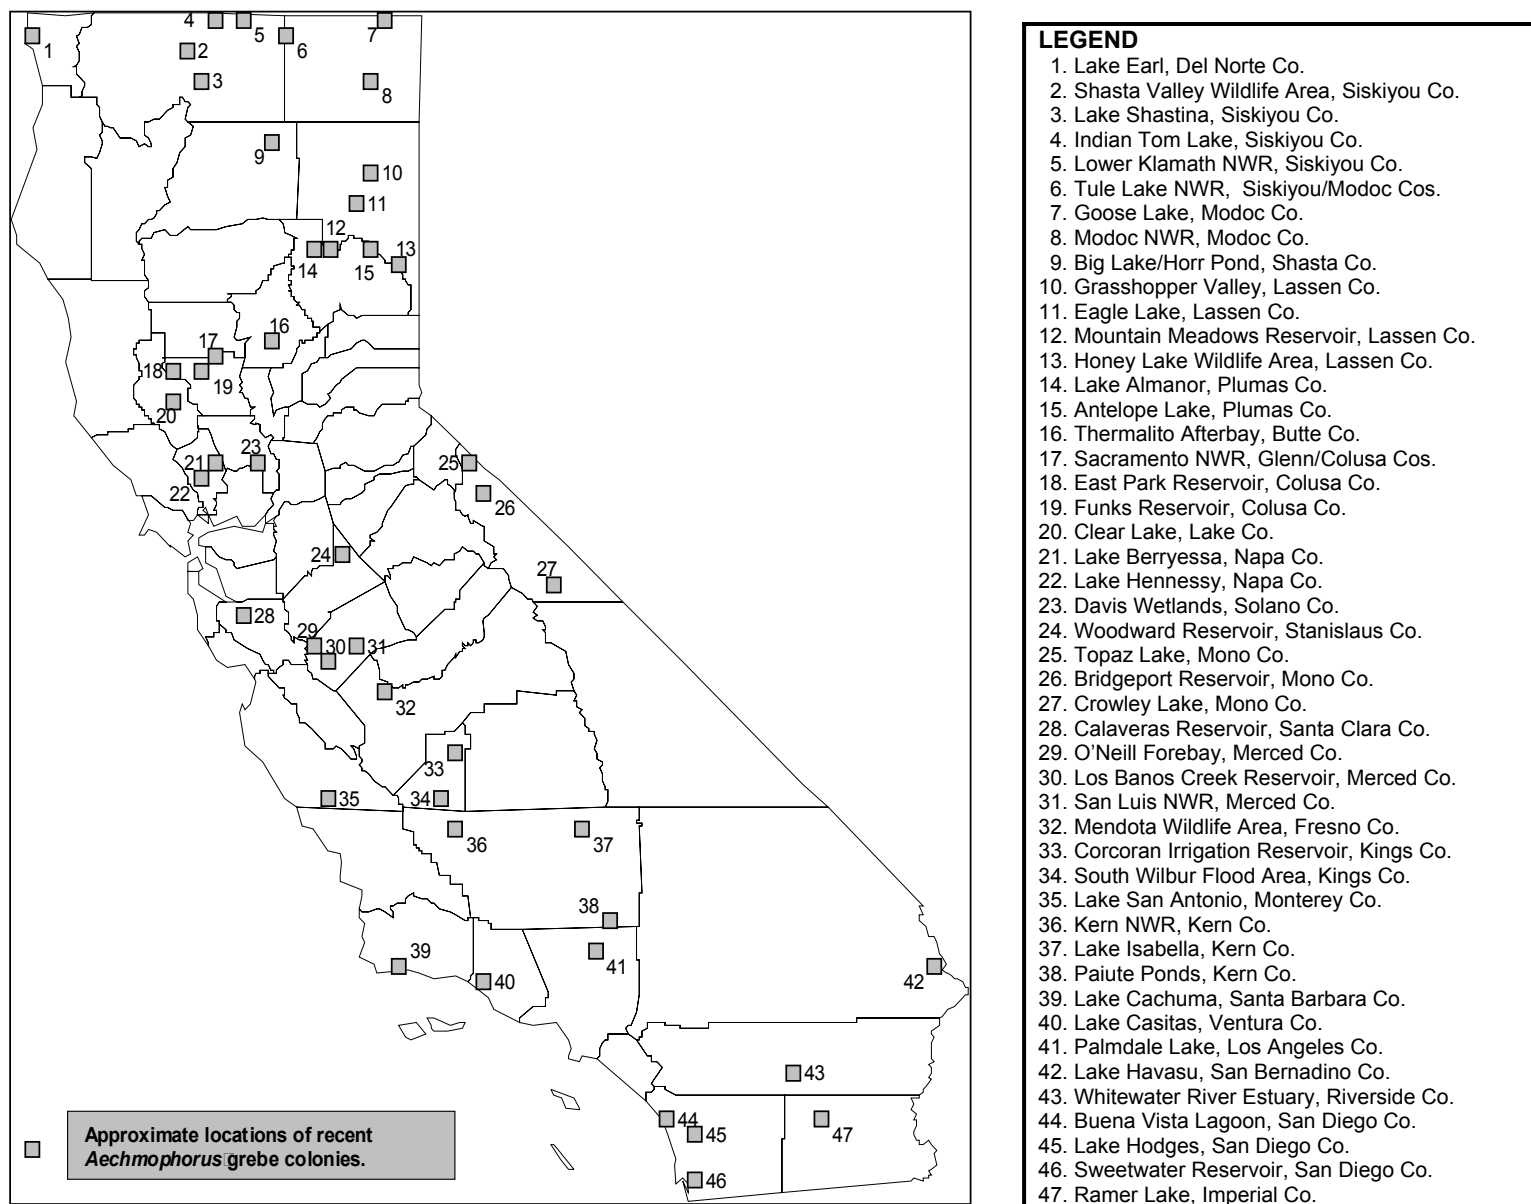 4
5
7
1
2
6
3
8
9
10
11
12
13
14
15
16
17
18
19
20
21
23
22
25
26
24
27
28
29
30
31
32
33
35
34
36
37
38
39
40
41
42
43
44
45
47
46
Approximate locations of recent
Aechmophorus grebe colonies.
LEGEND
1. Lake Earl, Del Norte Co.
2. Shasta Valley Wildlife Area, Siskiyou Co.
3. Lake Shastina, Siskiyou Co.
4. Indian Tom Lake, Siskiyou Co.
5. Lower Klamath NWR, Siskiyou Co.
6. Tule Lake NWR, Siskiyou/Modoc Cos.
7. Goose Lake, Modoc Co.
8. Modoc NWR, Modoc Co.
9. Big Lake/Horr Pond, Shasta Co.
10. Grasshopper Valley, Lassen Co.
11. Eagle Lake, Lassen Co.
12. Mountain Meadows Reservoir, Lassen Co.
13. Honey Lake Wildlife Area, Lassen Co.
14. Lake Almanor, Plumas Co.
15. Antelope Lake, Plumas Co.
16. Thermalito Afterbay, Butte Co.
17. Sacramento NWR, Glenn/Colusa Cos.
18. East Park Reservoir, Colusa Co.
19. Funks Reservoir, Colusa Co.
20. Clear Lake, Lake Co.
21. Lake Berryessa, Napa Co.
22. Lake Hennessy, Napa Co.
23. Davis Wetlands, Solano Co.
24. Woodward Reservoir, Stanislaus Co.
25. Topaz Lake, Mono Co.
26. Bridgeport Reservoir, Mono Co.
27. Crowley Lake, Mono Co.
28. Calaveras Reservoir, Santa Clara Co.
29. O'Neill Forebay, Merced Co.
30. Los Banos Creek Reservoir, Merced Co.
31. San Luis NWR, Merced Co.
32. Mendota Wildlife Area, Fresno Co.
33. Corcoran Irrigation Reservoir, Kings Co.
34. South Wilbur Flood Area, Kings Co.
35. Lake San Antonio, Monterey Co.
36. Kern NWR, Kern Co.
37. Lake Isabella, Kern Co.
38. Paiute Ponds, Kern Co.
39. Lake Cachuma, Santa Barbara Co.
40. Lake Casitas, Ventura Co.
41. Palmdale Lake, Los Angeles Co.
42. Lake Havasu, San Bernadino Co.
43. Whitewater River Estuary, Riverside Co.
44. Buena Vista Lagoon, San Diego Co.
45. Lake Hodges, San Diego Co.
46. Sweetwater Reservoir, San Diego Co.
47. Ramer Lake, Imperial Co.